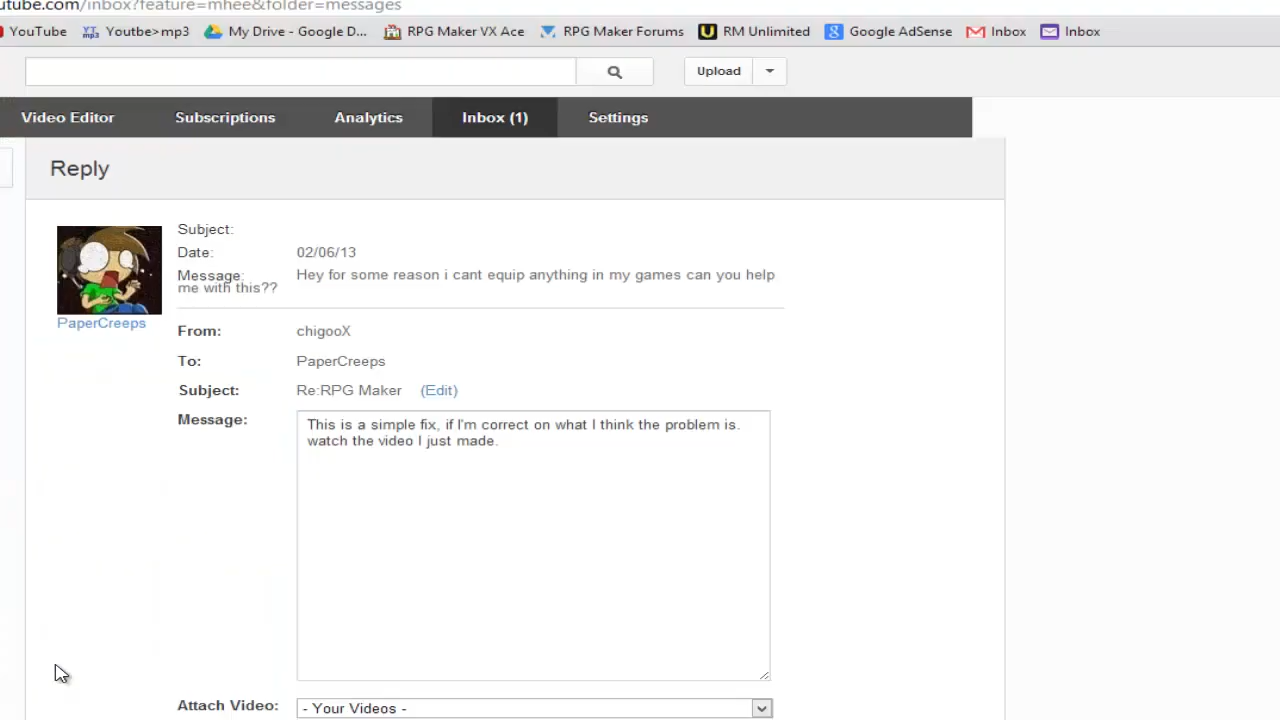 utube.com/inbox?feature=mhee&folder=messages
YouTube Youtbe>mp3 My Drive - Google D... RPG Maker VX Ace RPG Maker Forums RM Unlimited Google AdSense Inbox Inbox
Upload
Video Editor Subscriptions Analytics Inbox (1) Settings
Reply
Subject:
Date: 02/06/13
Message: Hey for some reason i cant equip anything in my games can you help
me with this??
PaperCreeps
From: chigooX
To: PaperCreeps
Subject: Re:RPG Maker (Edit)
Message: This is a simple fix, if I'm correct on what I think the problem is.
watch the video I just made.
Attach Video: - Your Videos -